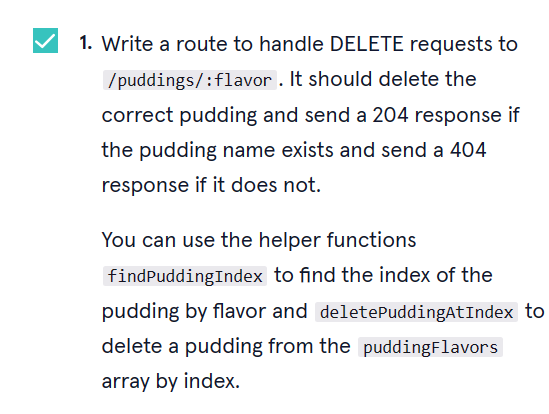 1. Write a route to handle DELETE requests to
/puddings/:flavor. It should delete the
correct pudding and send a 204 response if
the pudding name exists and send a 404
response if it does not.
You can use the helper functions
findPuddingIndex to find the index of the
pudding by flavor and deletePuddingAtIndex to
delete a pudding from the puddingFlavors
array by index.